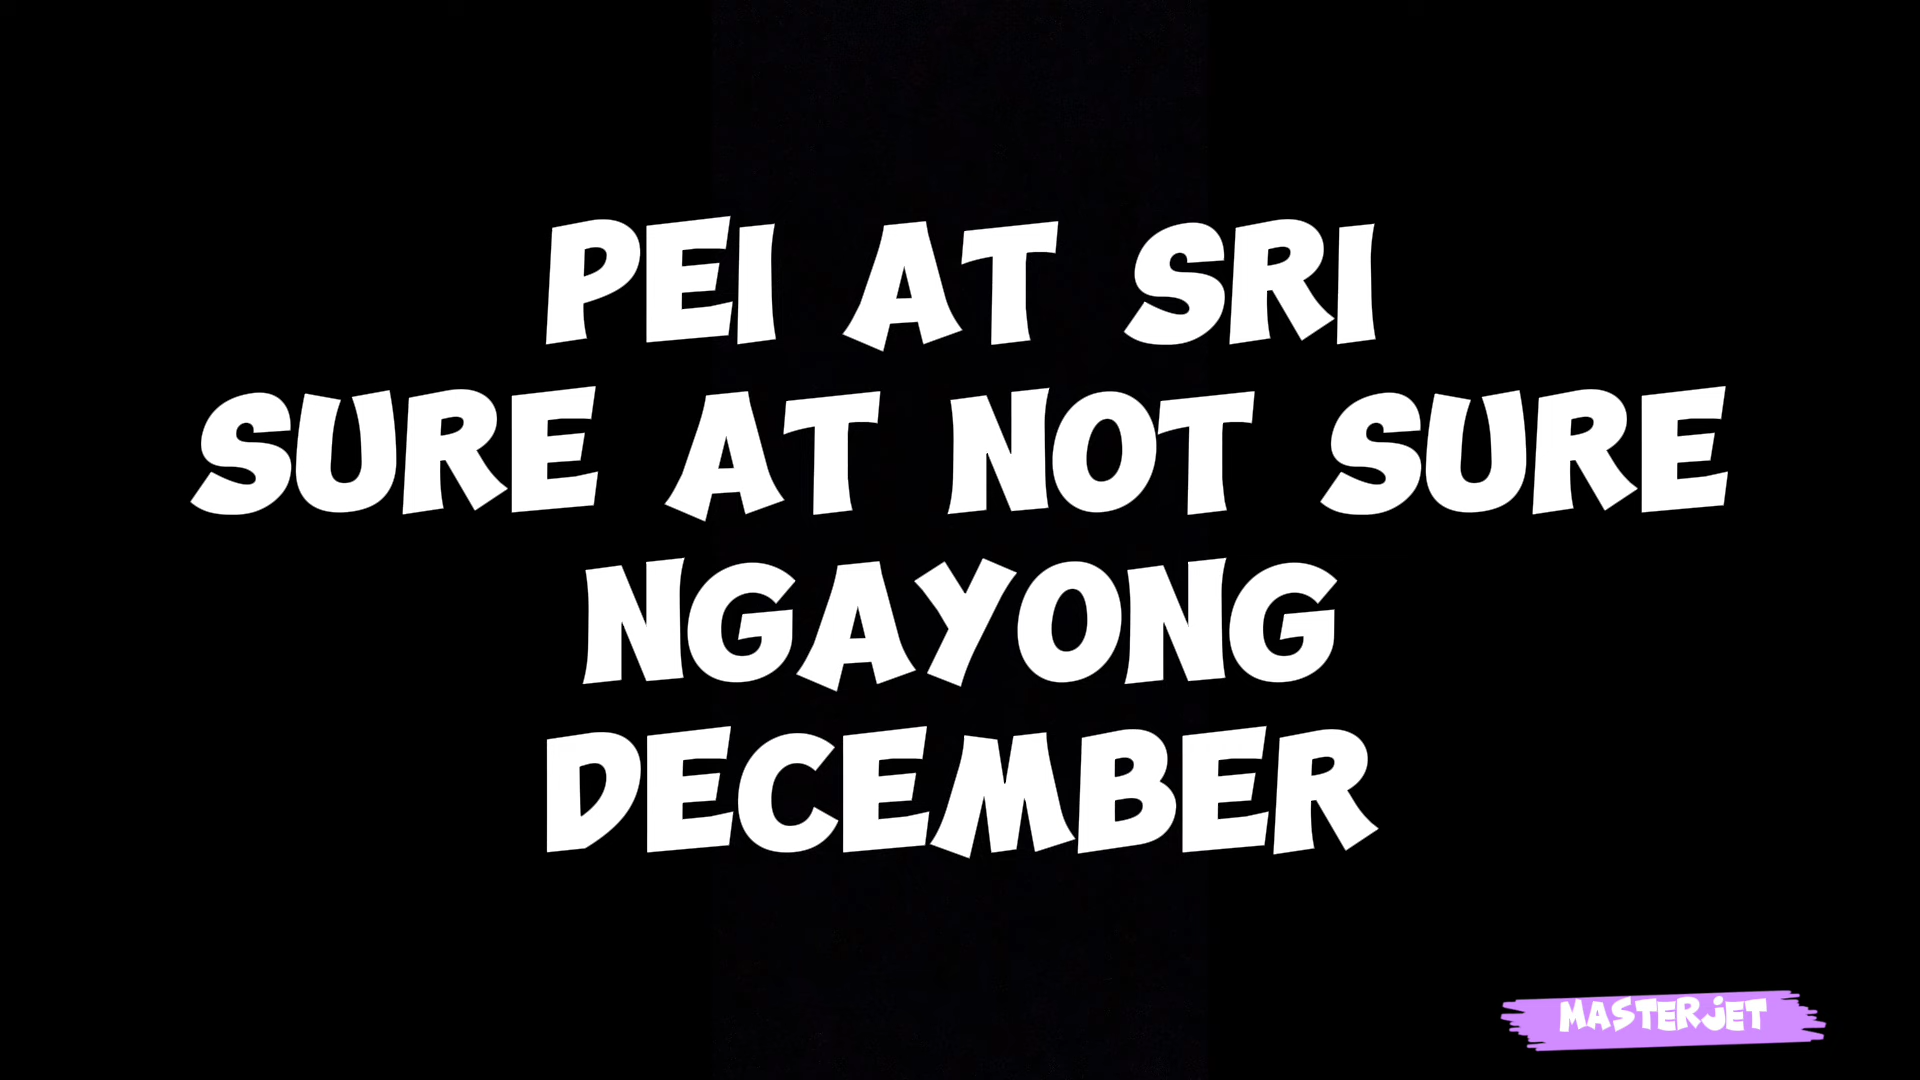 PEI AT SRI
SURE AT NOT SURE
NGAYONG
DECEMBER
MASTERJET